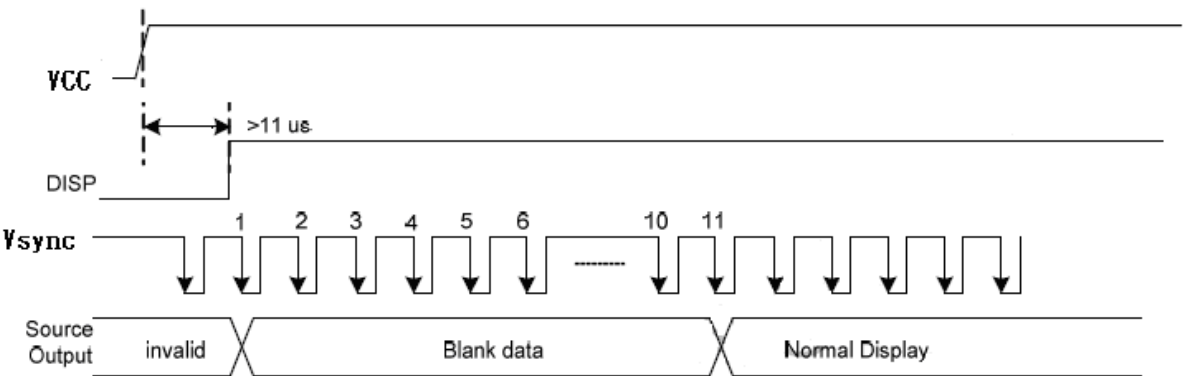 VCC
>11 us
DISP
1 2 3 4 5 6 10 11
Vsync
Source
Output
invalid
Blank data
Normal Display